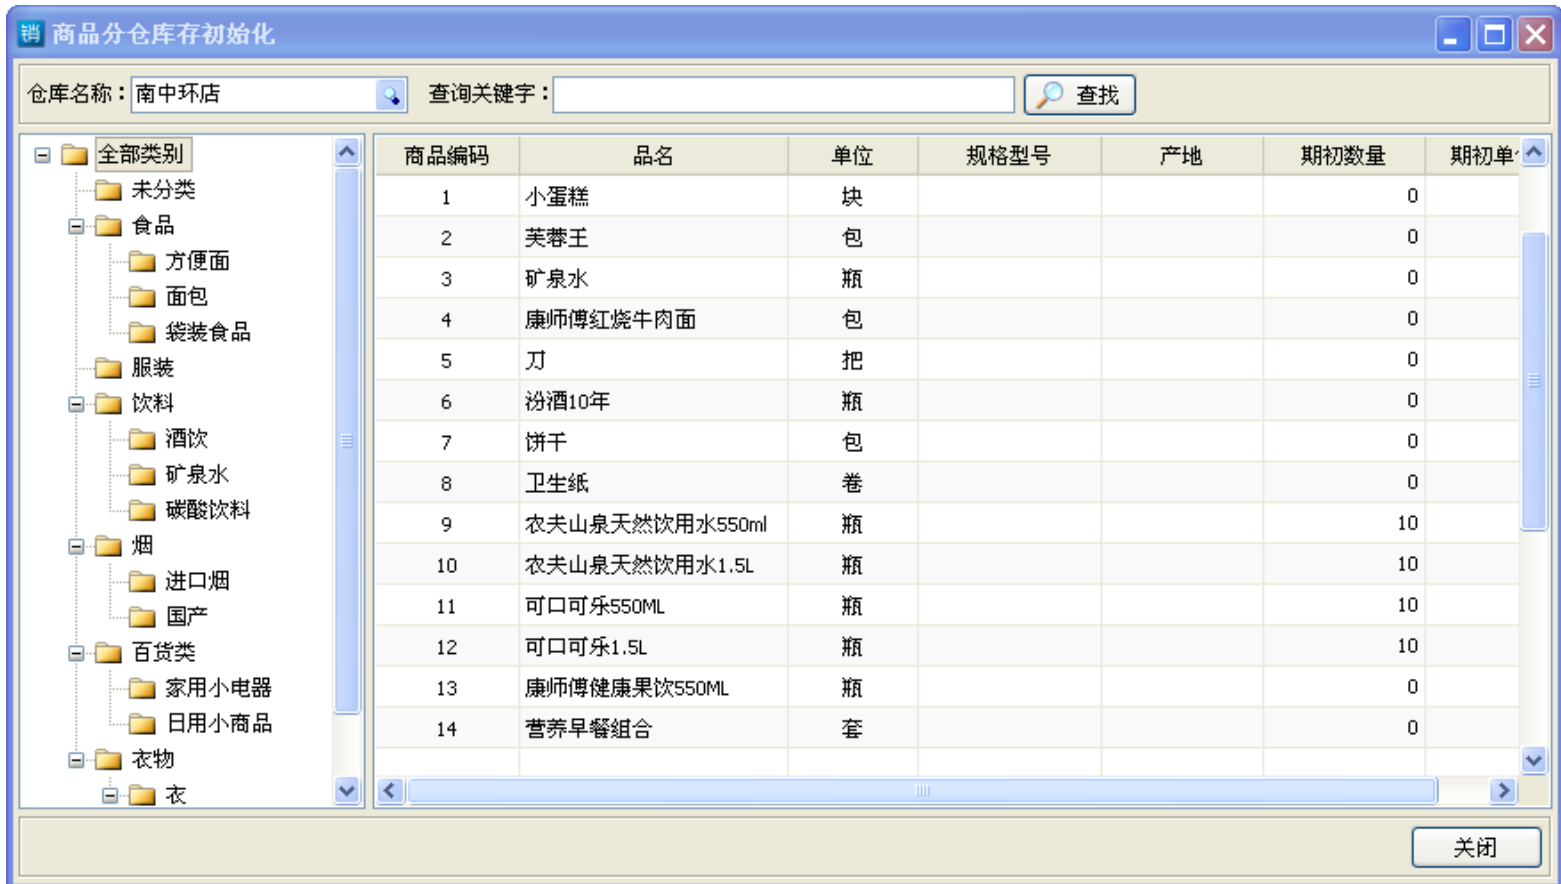 销 商品分仓库存初始化
仓库名称：南中环店 查询关键字： 查找
全部类别
未分类
食品
方便面
面包
袋装食品
服装
饮料
酒饮
矿泉水
碳酸饮料
烟
进口烟
国产
百货类
家用小电器
日用小商品
衣物
衣
商品编码 品名 单位 规格型号 产地 期初数量 期初单
1 小蛋糕 块 0
2 芙蓉王 包 0
3 矿泉水 瓶 0
4 康师傅红烧牛肉面 包 0
5 刀 把 0
6 汾酒10年 瓶 0
7 饼干 包 0
8 卫生纸 卷 0
9 农夫山泉天然饮用水550ml 瓶 10
10 农夫山泉天然饮用水1.5L 瓶 10
11 可口可乐550ML 瓶 10
12 可口可乐1.5L 瓶 10
13 康师傅健康果饮550ML 瓶 0
14 营养早餐组合 套 0
关闭